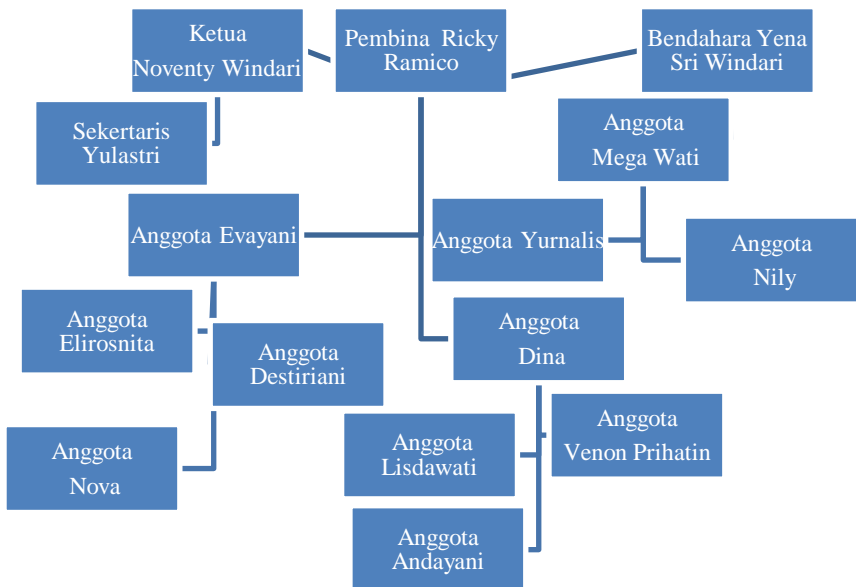 Ketua
Noventy Windari
Pembina Ricky
Ramico
Bendahara Yena
Sri Windari
Sekertaris
Yulastri
Anggota
Mega Wati
Anggota Evayani
Anggota Yurnalis
Anggota
Nily
Anggota
Elirosnita
Anggota
Destiriani
Anggota
Dina
Anggota
Nova
Anggota
Lisdawati
Anggota
Venon Prihatin
Anggota
Andayani